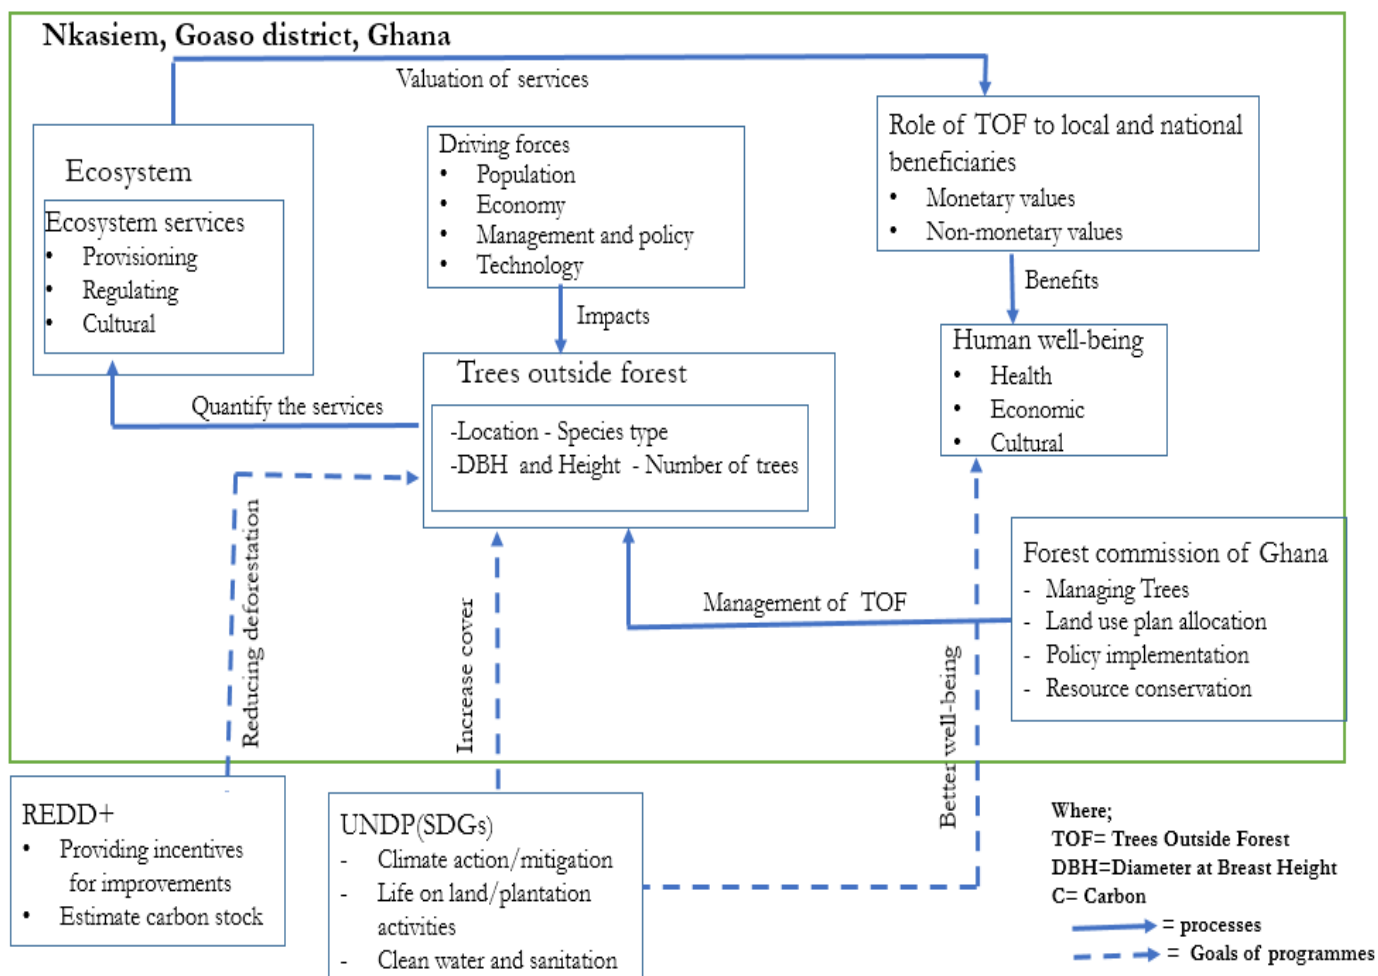 Nkasiem, Goaso district, Ghana
Valuation of services
Ecosystem
Ecosystem services
• Provisioning
• Regulating
• Cultural
Driving forces
• Population
• Economy
• Management and policy
• Technology
Role of TOF to local and national
beneficiaries
• Monetary values
• Non-monetary values
Impacts
Benefits
Trees outside forest
-Location - Species type
-DBH and Height - Number of trees
Quantify the services
Human well-being
• Health
• Economic
• Cultural
Reducing deforestation
Increase cover
Management of TOF
Better well-being
Forest commission of Ghana
- Managing Trees
- Land use plan allocation
- Policy implementation
- Resource conservation
REDD+
• Providing incentives
for improvements
• Estimate carbon stock
UNDP(SDGs)
- Climate action/mitigation
- Life on land/plantation
activities
- Clean water and sanitation
Where;
TOF= Trees Outside Forest
DBH=Diameter at Breast Height
C= Carbon
= processes
= Goals of programmes